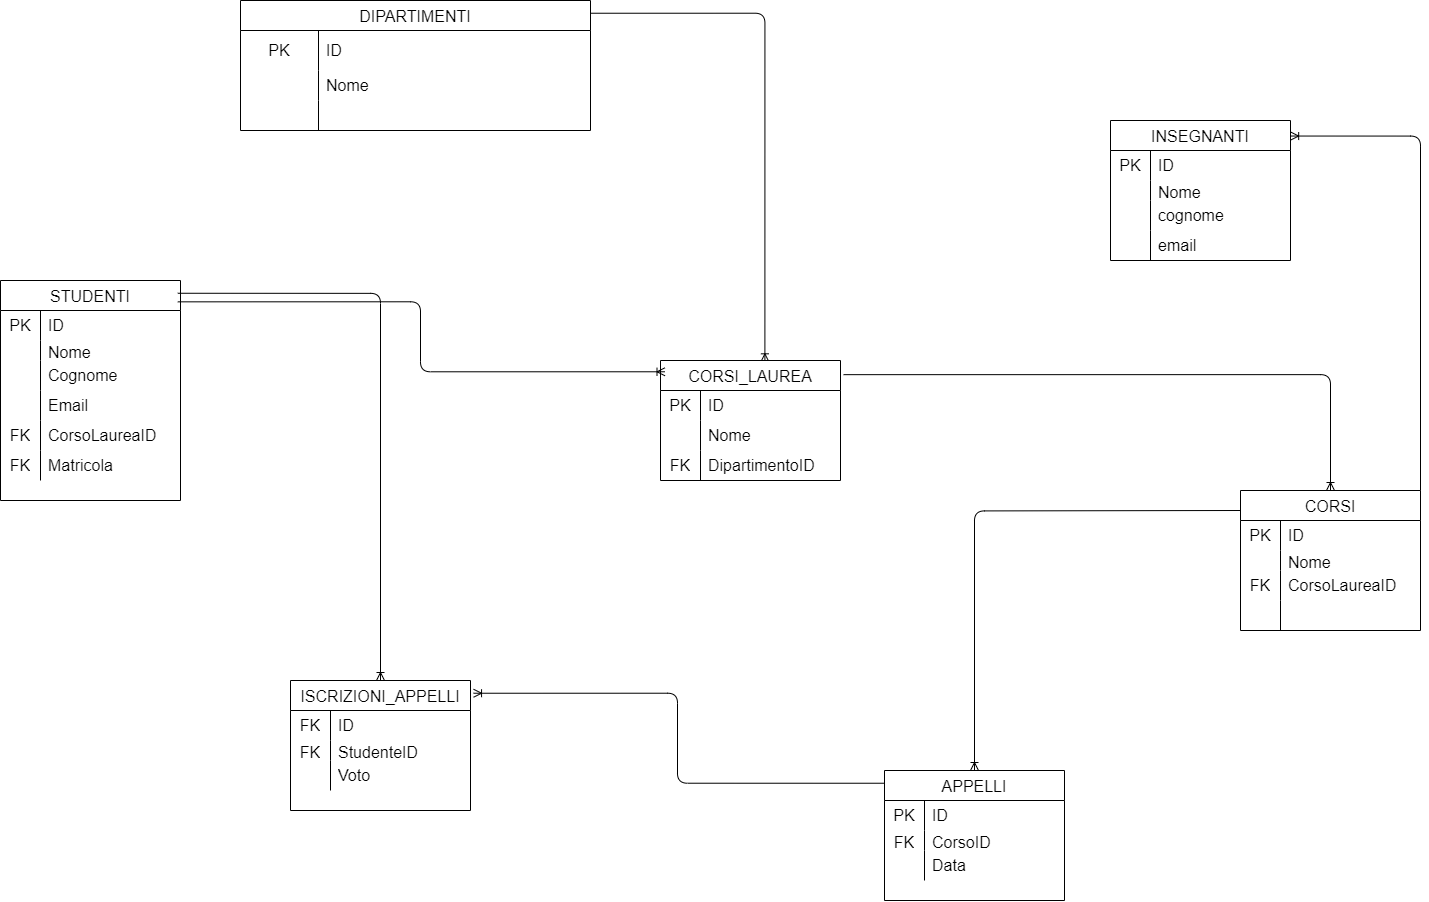 DIPARTIMENTI
PK ID
Nome
INSEGNANTI
PK ID
Nome
cognome
email
STUDENTI
PK ID
Nome
Cognome
Email
FK CorsoLaureaID
FK Matricola
CORSI_LAUREA
PK ID
Nome
FK DipartimentoID
CORSI
PK ID
Nome
FK CorsoLaureaID
ISCRIZIONI_APPELLI
FK ID
FK StudenteID
Voto
APPELLI
PK ID
FK CorsoID
Data